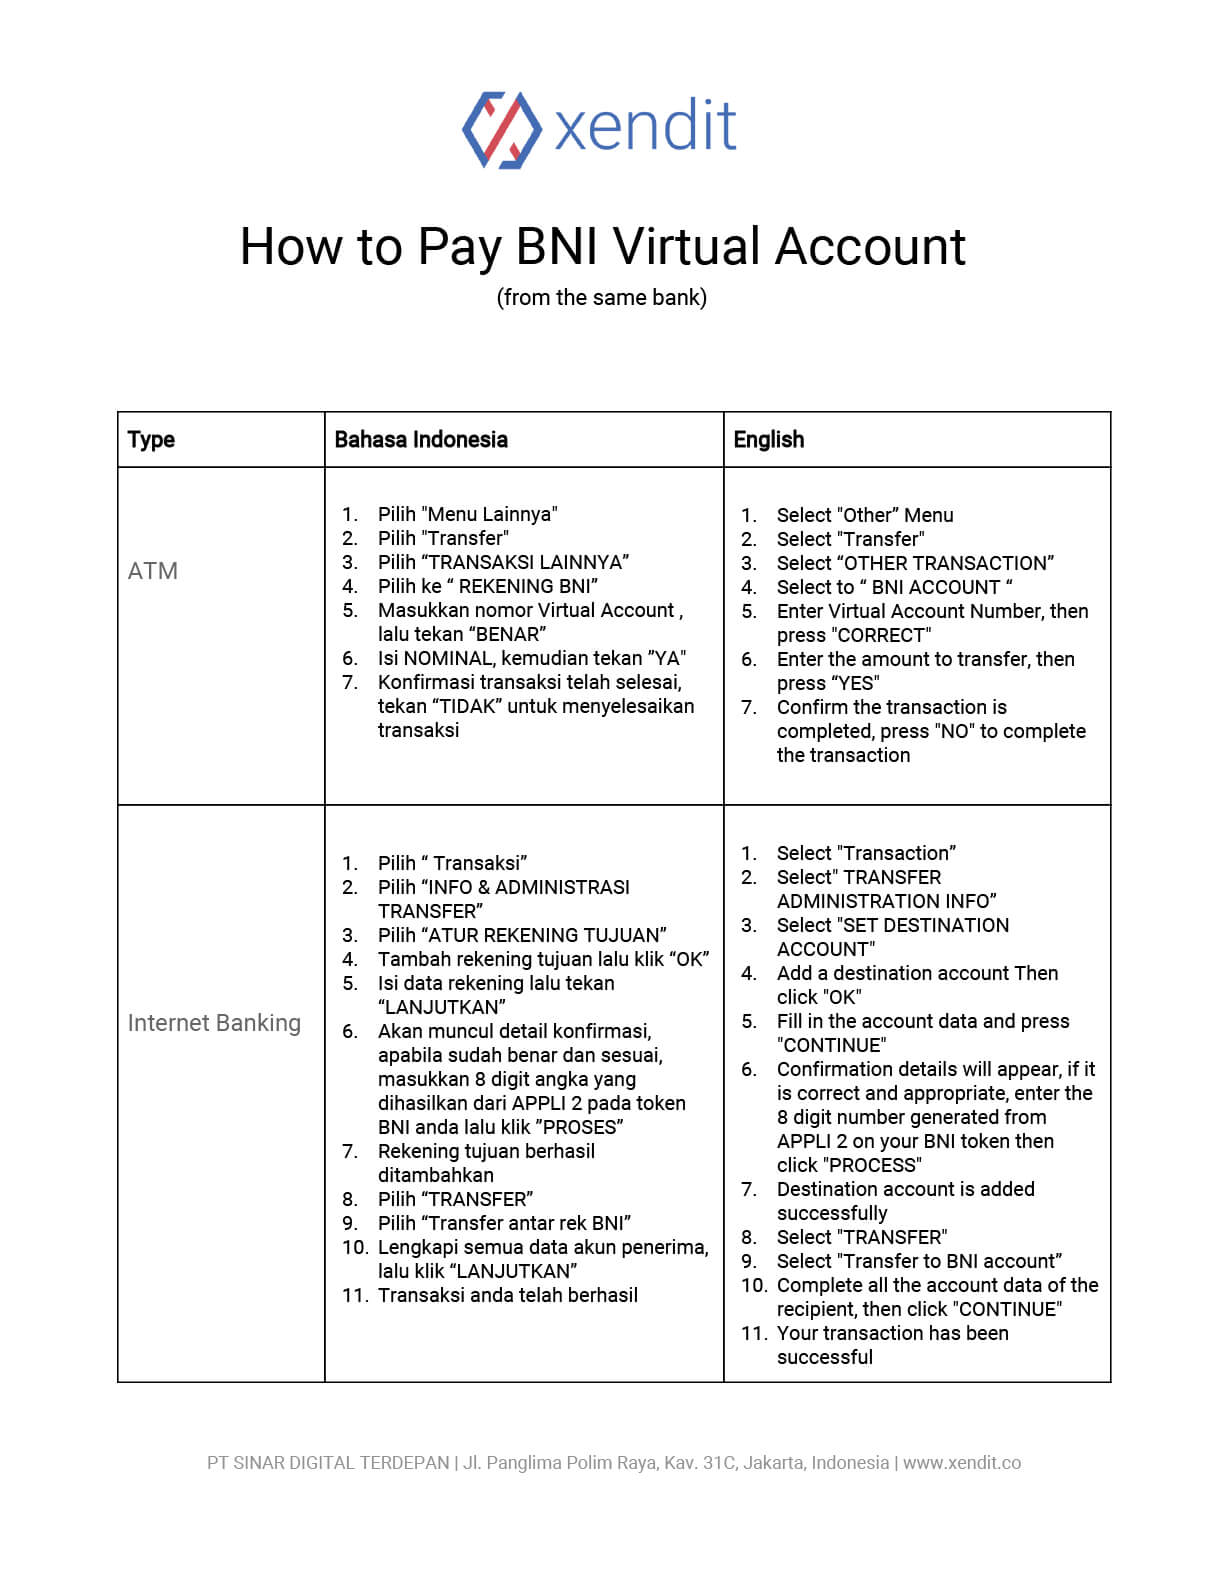 xendit
How to Pay BNI Virtual Account
(from the same bank)
Type
Bahasa Indonesia
English
ATM
1. Pilih "Menu Lainnya"
2. Pilih "Transfer"
3. Pilih “TRANSAKSI LAINNYA”
4. Pilih ke “ REKENING BNI”
5. Masukkan nomor Virtual Account ,
lalu tekan “BENAR”
6. Isi NOMINAL, kemudian tekan ”YA"
7. Konfirmasi transaksi telah selesai,
tekan “TIDAK” untuk menyelesaikan
transaksi
1. Select "Other” Menu
2. Select "Transfer"
3. Select “OTHER TRANSACTION”
4. Select to “ BNI ACCOUNT “
5. Enter Virtual Account Number, then
press "CORRECT"
6. Enter the amount to transfer, then
press “YES"
7. Confirm the transaction is
completed, press "NO" to complete
the transaction
Internet Banking
1. Pilih “ Transaksi”
2. Pilih “INFO & ADMINISTRASI
TRANSFER”
3. Pilih “ATUR REKENING TUJUAN”
4. Tambah rekening tujuan lalu klik “OK”
5. Isi data rekening lalu tekan
“LANJUTKAN”
6. Akan muncul detail konfirmasi,
apabila sudah benar dan sesuai,
masukkan 8 digit angka yang
dihasilkan dari APPLI 2 pada token
BNI anda lalu klik ”PROSES”
7. Rekening tujuan berhasil
ditambahkan
8. Pilih “TRANSFER”
9. Pilih “Transfer antar rek BNI”
10. Lengkapi semua data akun penerima,
lalu klik “LANJUTKAN”
11. Transaksi anda telah berhasil
1. Select "Transaction”
2. Select" TRANSFER
ADMINISTRATION INFO”
3. Select "SET DESTINATION
ACCOUNT"
4. Add a destination account Then
click "OK"
5. Fill in the account data and press
"CONTINUE"
6. Confirmation details will appear, if it
is correct and appropriate, enter the
8 digit number generated from
APPLI 2 on your BNI token then
click "PROCESS"
7. Destination account is added
successfully
8. Select "TRANSFER"
9. Select "Transfer to BNI account”
10. Complete all the account data of the
recipient, then click "CONTINUE"
11. Your transaction has been
successful
PT SINAR DIGITAL TERDEPAN | Jl. Panglima Polim Raya, Kav. 31C, Jakarta, Indonesia | www.xendit.co